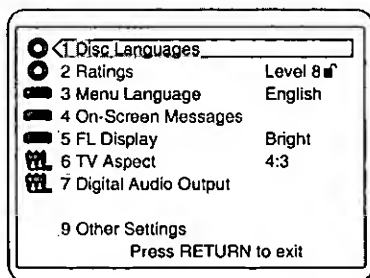 1 Disc Languages
2 Ratings Level 8
3 Menu Language English
4 On-Screen Messages
5 FL Display Bright
6 TV Aspect 4:3
7 Digital Audio Output
9 Other Settings
Press RETURN to exit